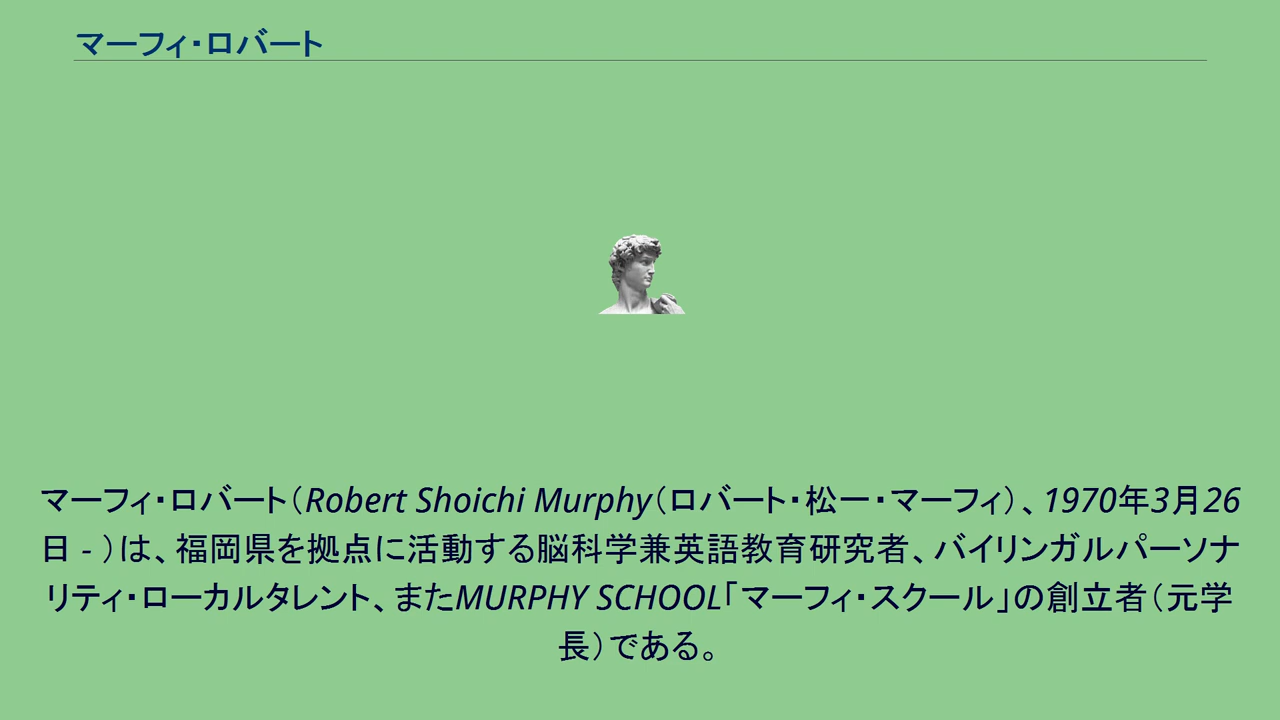 マーフィ・ロバート
マーフィ・ロバート（Robert Shoichi Murphy（ロバート・松一・マーフィ）、1970年3月26
日 - ）は、福岡県を拠点に活動する脳科学兼英語教育研究者、バイリンガルパーソナ
リティ・ローカルタレント、またMURPHY SCHOOL「マーフィ・スクール」の創立者（元学
長）である。